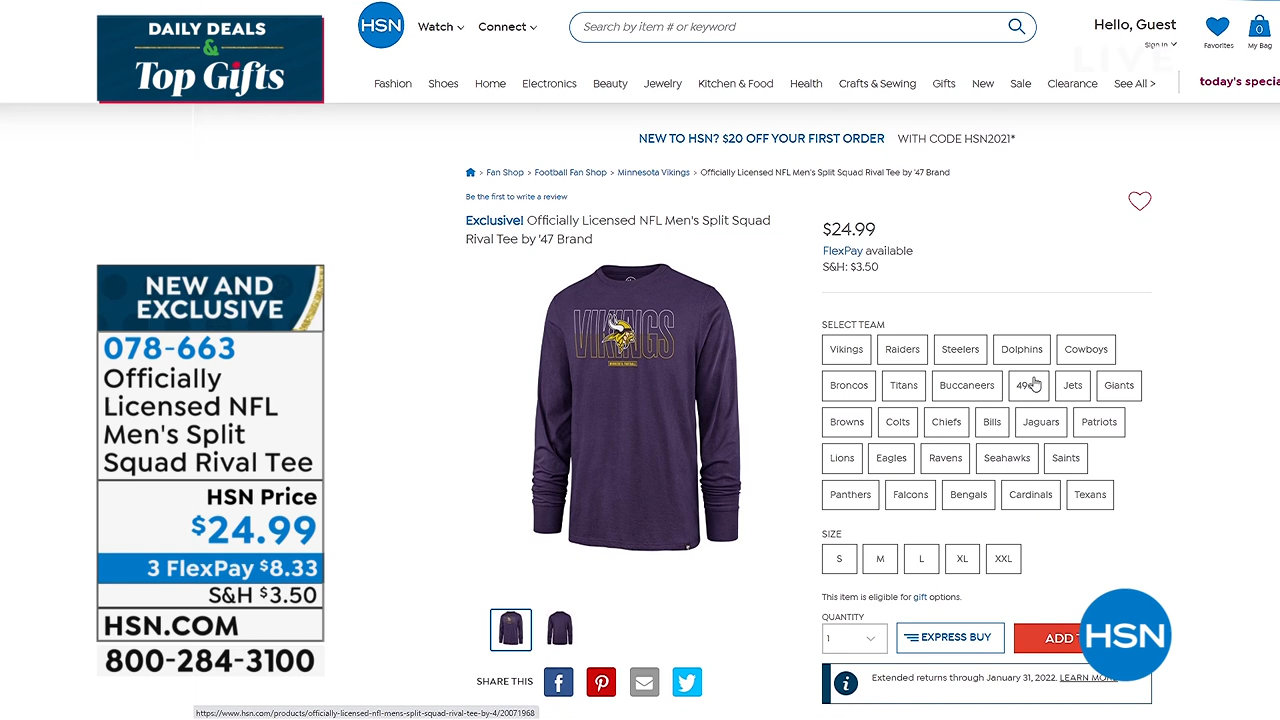 DAILY DEALS
&
Top Gifts
HSN
Watch
Connect
Search by item # or keyword
Hello, Guest
Sign In
Favorites
0
My Bag
LIVE
Fashion Shoes Home Electronics Beauty Jewelry Kitchen & Food Health Crafts & Sewing Gifts New Sale Clearance See All >
today's specia
NEW TO HSN? $20 OFF YOUR FIRST ORDER WITH CODE HSN2021*
> Fan Shop > Football Fan Shop > Minnesota Vikings > Officially Licensed NFL Men's Split Squad Rival Tee by '47 Brand
Be the first to write a review
Exclusive! Officially Licensed NFL Men's Split Squad
Rival Tee by '47 Brand
VIKINGS
$24.99
FlexPay available
S&H: $3.50
SELECT TEAM
Vikings Raiders Steelers Dolphins Cowboys
Broncos Titans Buccaneers 49 Jets Giants
Browns Colts Chiefs Bills Jaguars Patriots
Lions Eagles Ravens Seahawks Saints
Panthers Falcons Bengals Cardinals Texans
SIZE
S M L XL XXL
This item is eligible for gift options.
QUANTITY
1
EXPRESS BUY
ADD
HSN
Extended returns through January 31, 2022. LEARN MORE
SHARE THIS
NEW AND
EXCLUSIVE
078-663
Officially
Licensed NFL
Men's Split
Squad Rival Tee
HSN Price
$24.99
3 FlexPay $8.33
S&H $3.50
HSN.COM
800-284-3100
https://www.hsn.com/products/officially-licensed-nfl-mens-split-squad-rival-tee-by-4/20071968